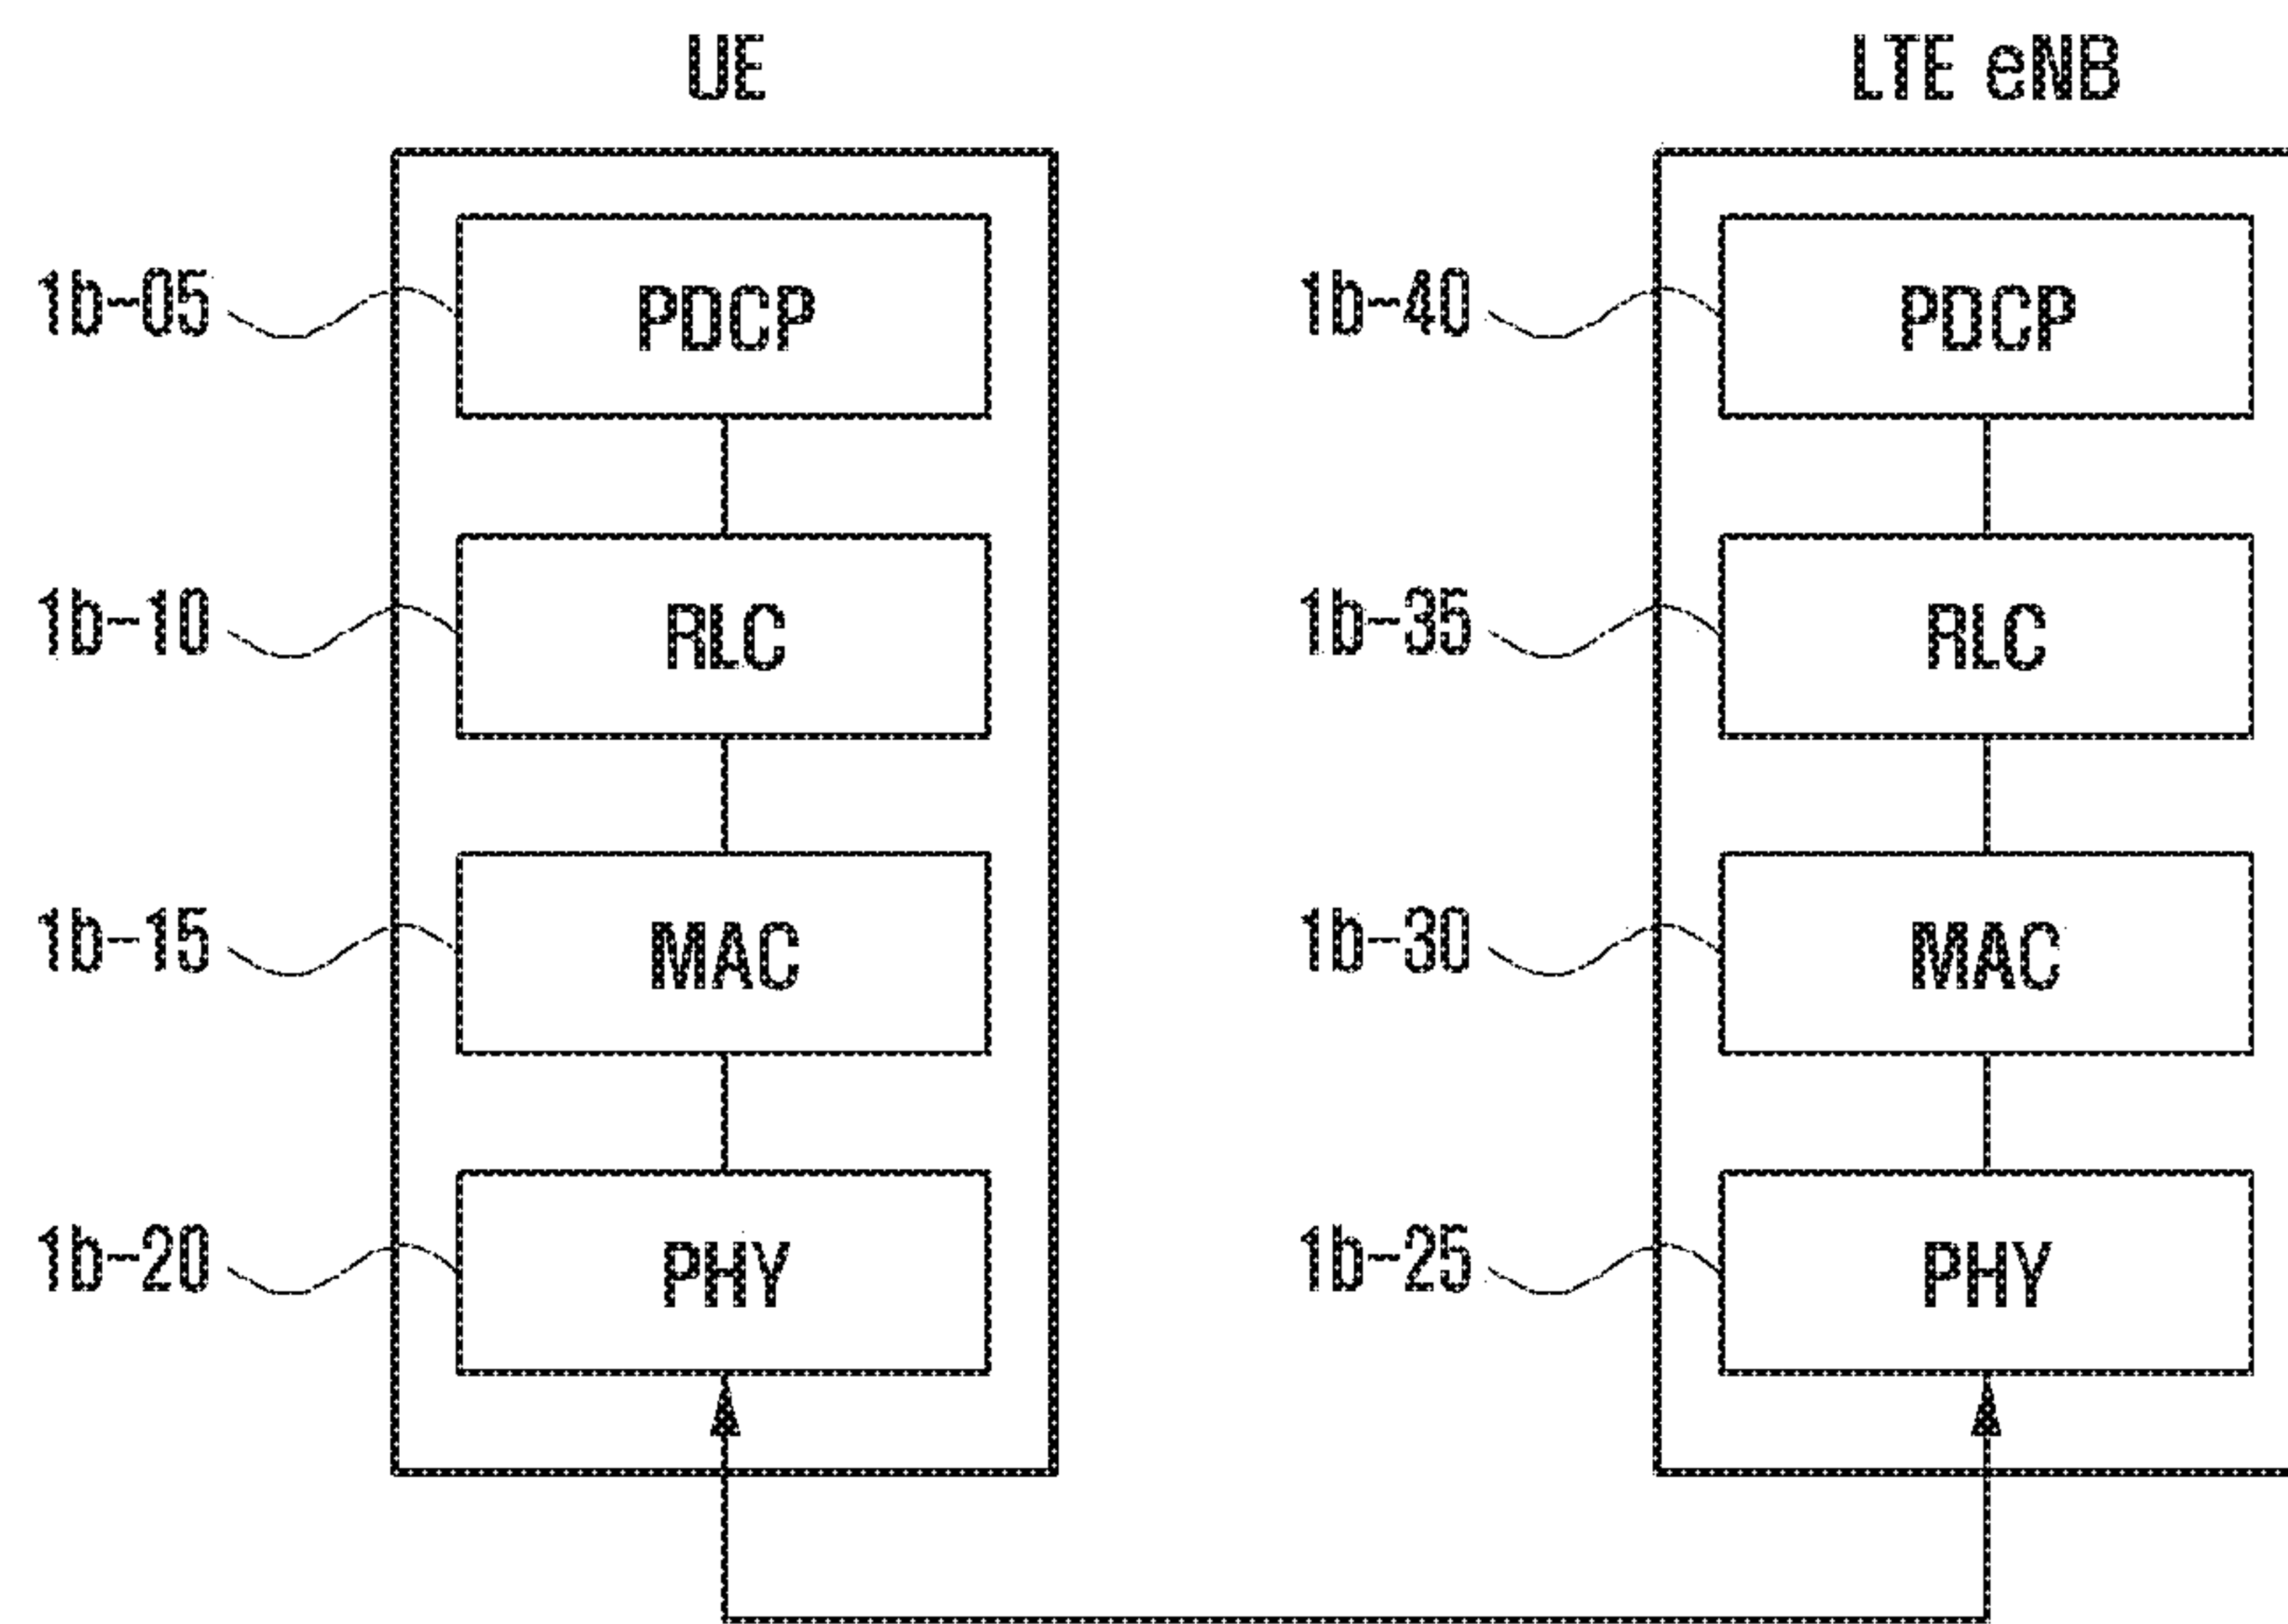 UE LTE eNB
1b-05 PDCP 1b-40 PDCP
1b-10 RLC 1b-35 RLC
1b-15 MAC 1b-30 MAC
1b-20 PHY 1b-25 PHY